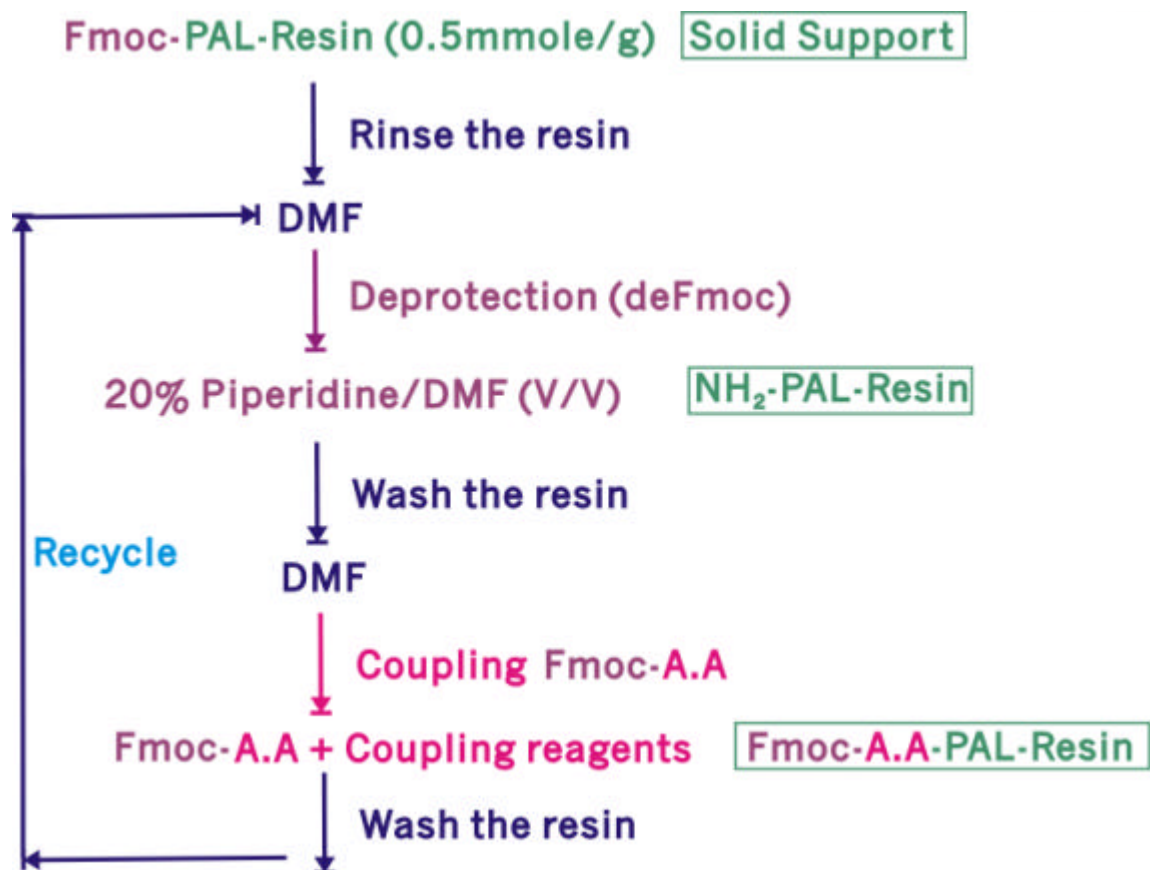 Fmoc-PAL-Resin (0.5mmole/g) Solid Support
Rinse the resin
DMF
Deprotection (deFmoc)
20% Piperidine/DMF (V/V) NH₂-PAL-Resin
Wash the resin
Recycle
DMF
Coupling Fmoc-A.A
Fmoc-A.A + Coupling reagents Fmoc-A.A-PAL-Resin
Wash the resin